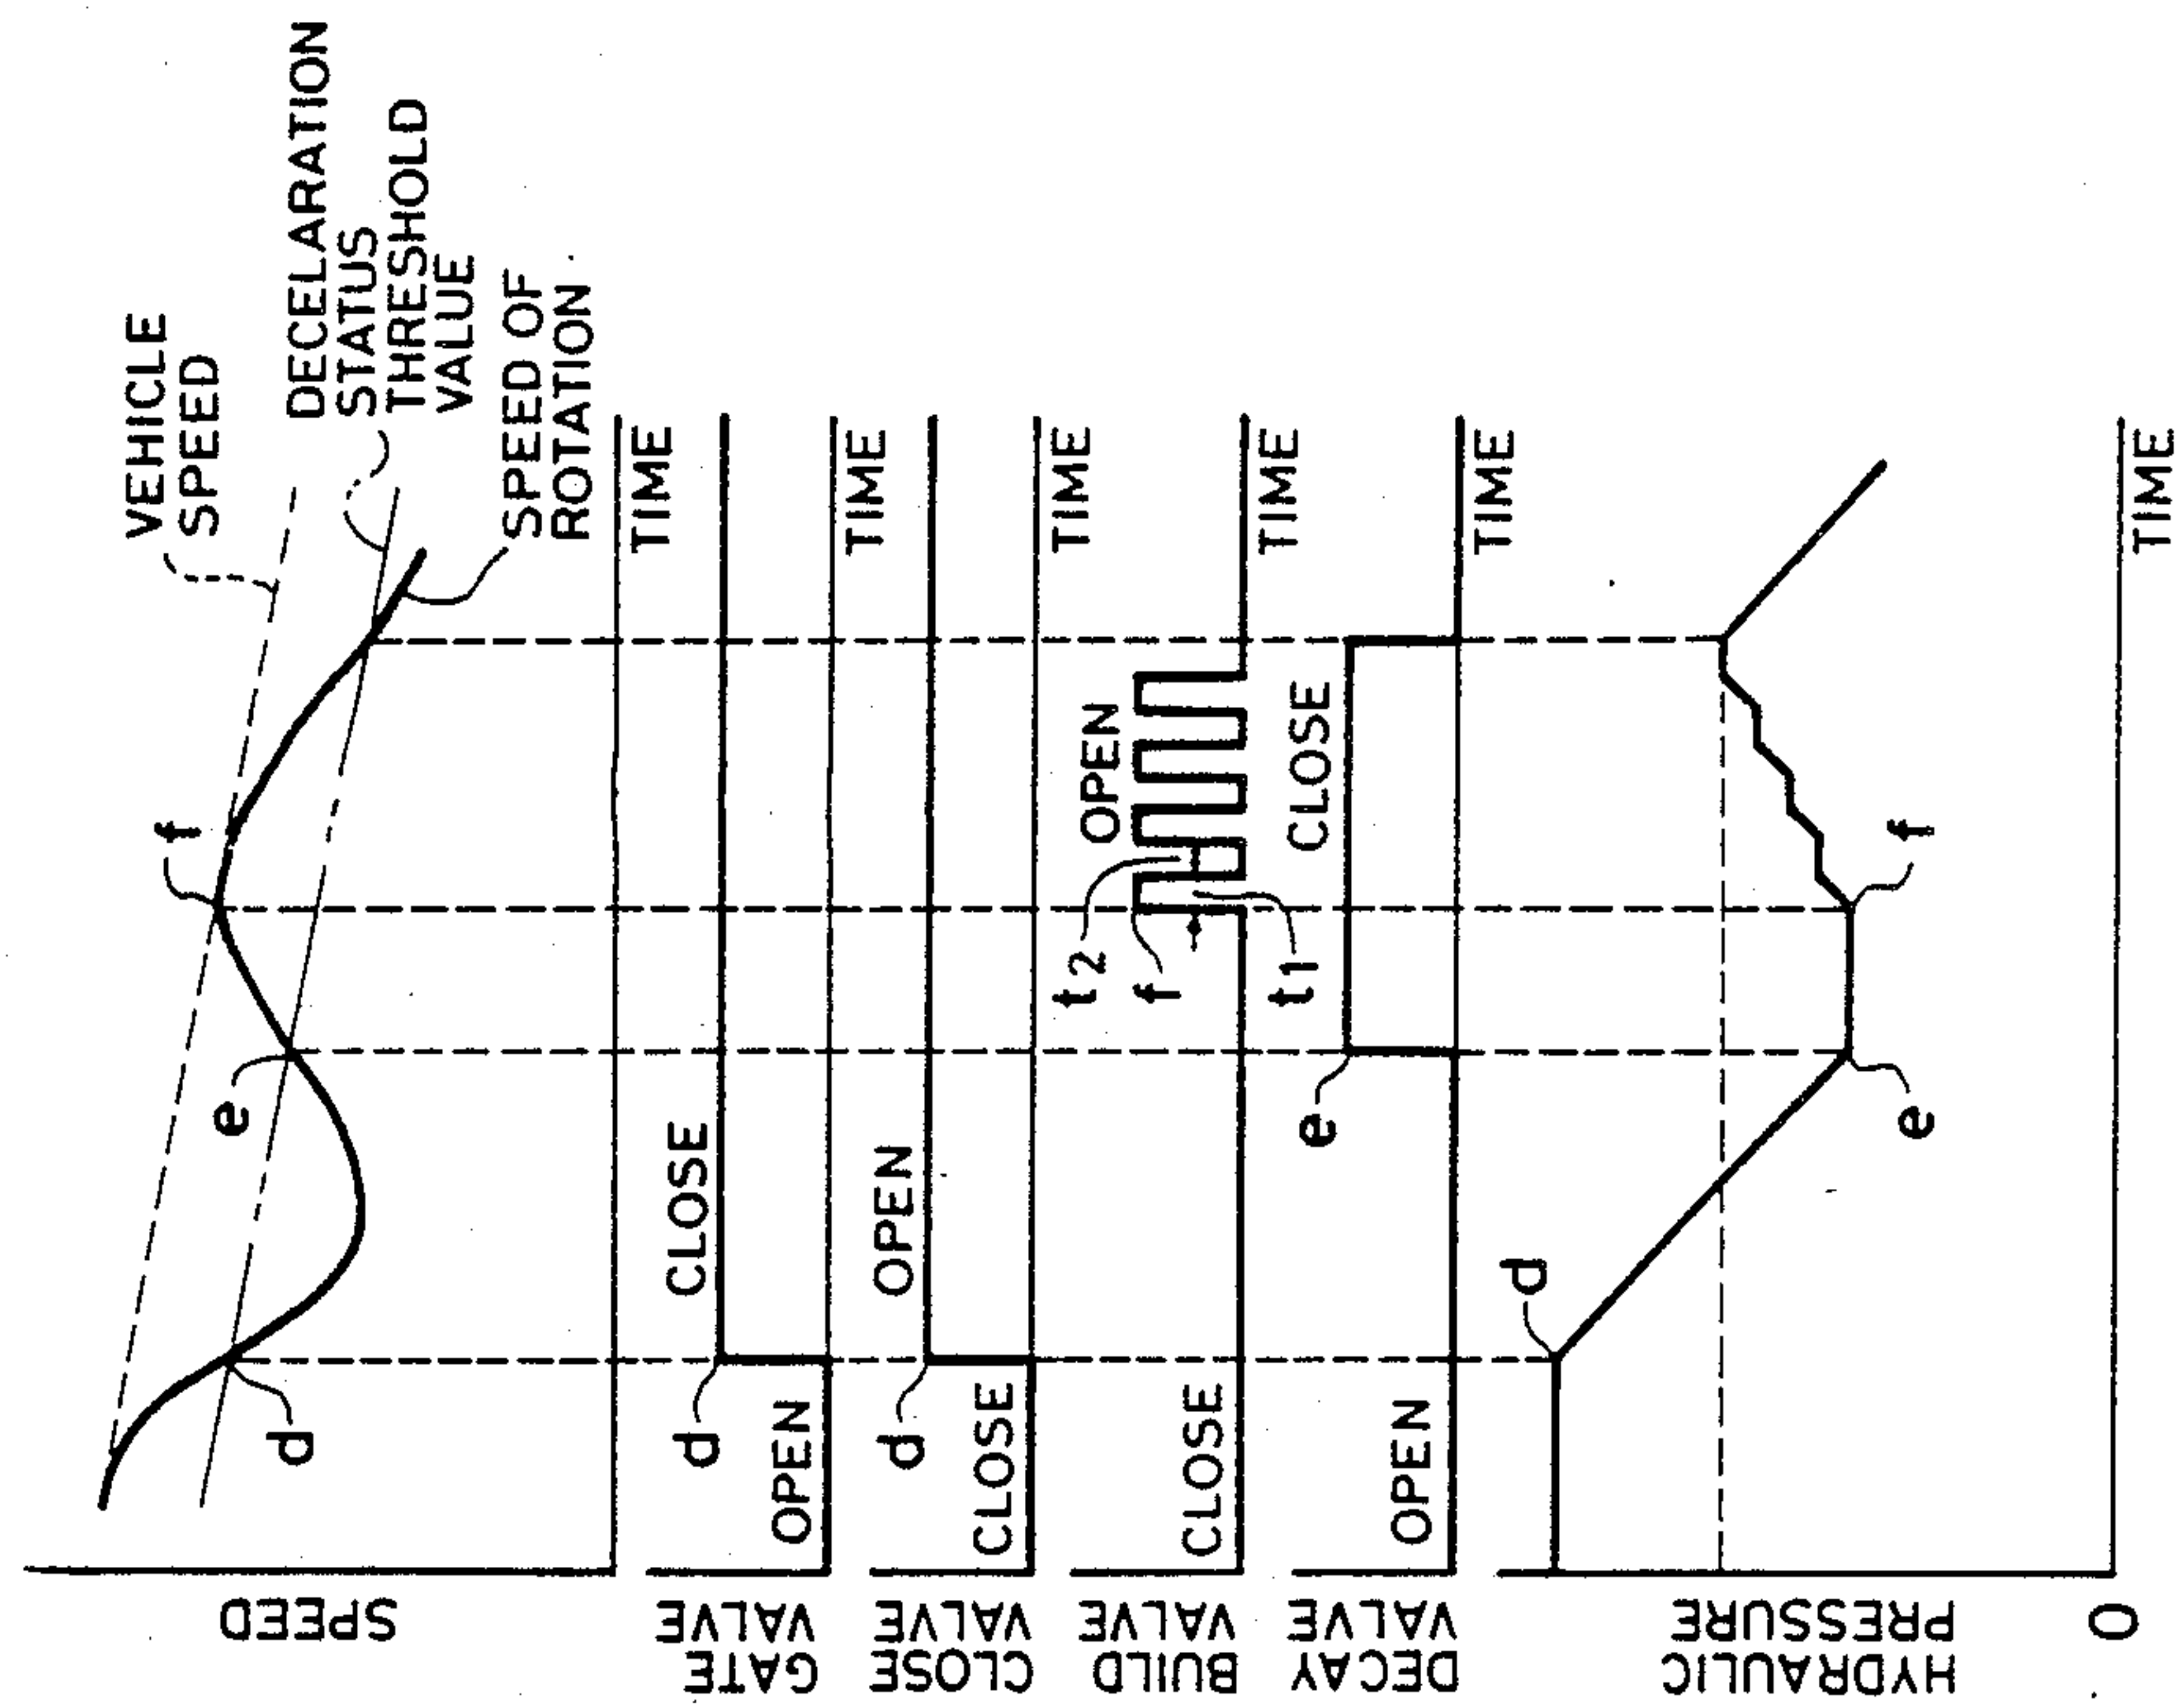 SPEED
VEHICLE
SPEED
DECELARATION
STATUS
THRESHOLD
VALUE
SPEED OF
ROTATION
d
e
f
TIME
GATE
VALVE
OPEN
d
CLOSE
TIME
CLOSE
VALVE
CLOSE
d
OPEN
TIME
BUILD
VALVE
CLOSE
t2
f
t1
OPEN
TIME
DECAY
VALVE
OPEN
e
CLOSE
TIME
HYDRAULIC
PRESSURE
d
e
f
0
TIME